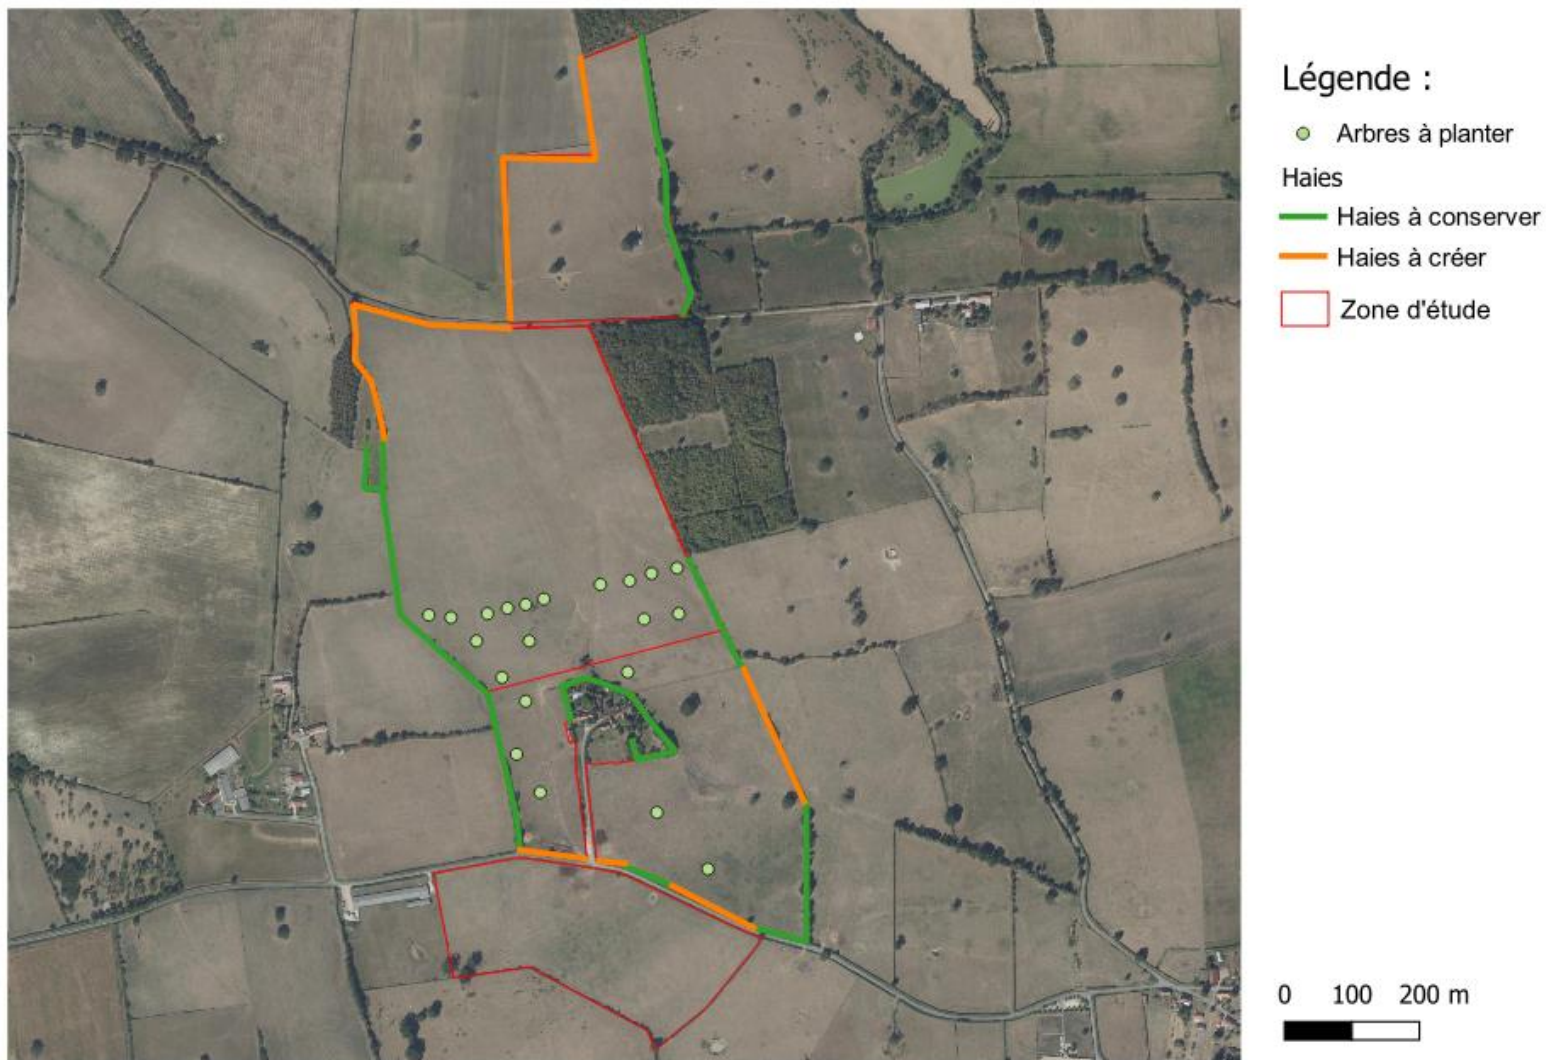 Légende :
Arbres à planter
Haies
Haies à conserver
Haies à créer
Zone d'étude
0 100 200 m